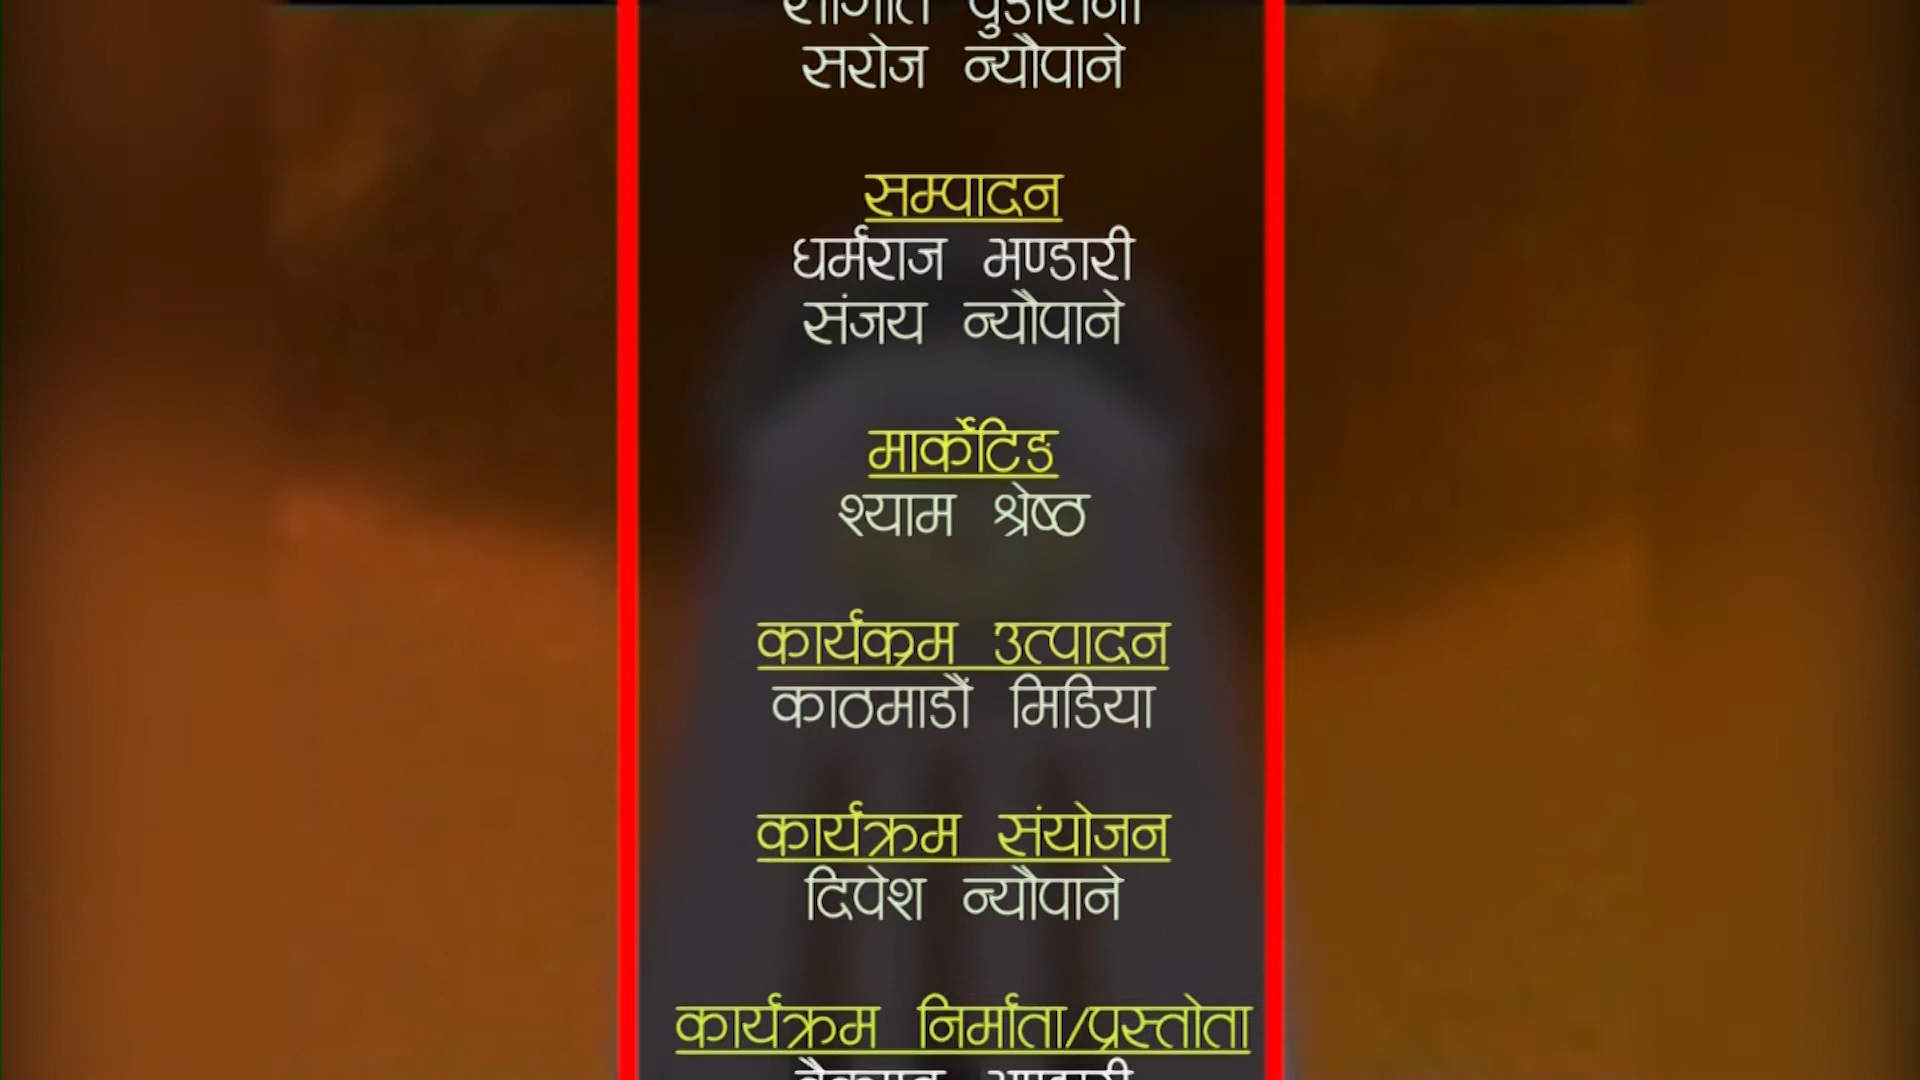 सरोज न्यौपाने
सम्पादन
धर्मराज भण्डारी
संजय न्यौपाने
मार्केटिङ
श्याम श्रेष्ठ
कार्यक्रम उत्पादन
काठमाडौं मिडिया
कार्यक्रम संयोजन
दिपेश न्यौपाने
कार्यक्रम निर्माता/प्रस्तोता